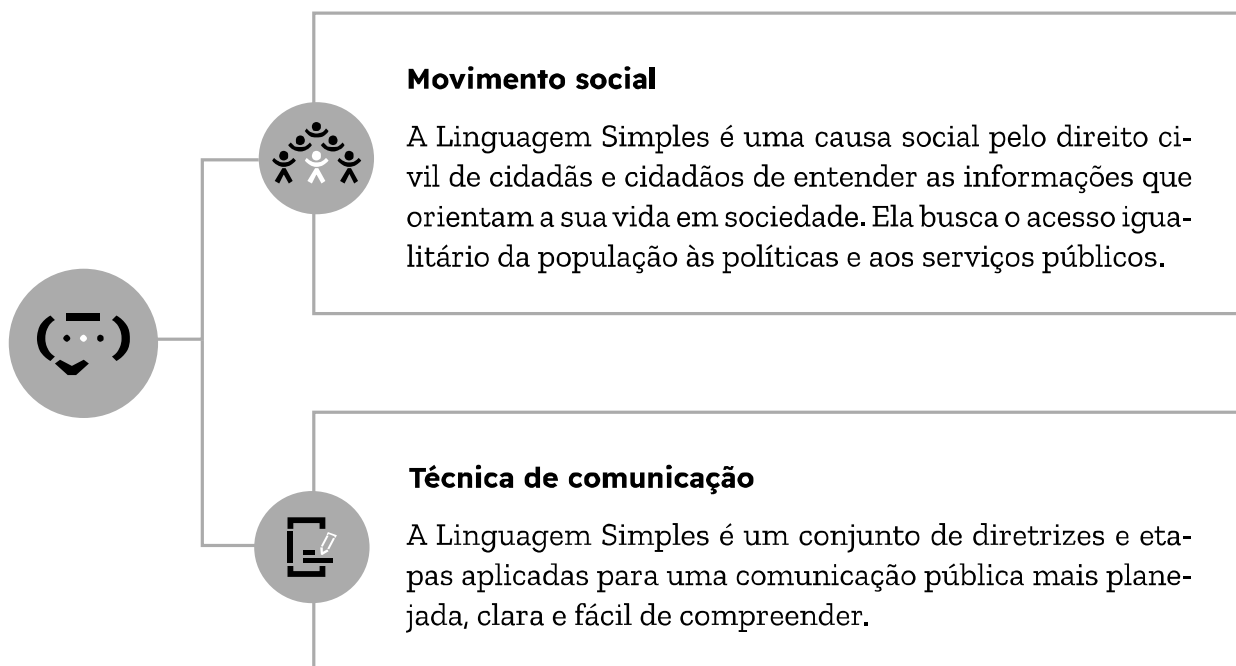 Movimento social
A Linguagem Simples é uma causa social pelo direito ci-
vil de cidadãs e cidadãos de entender as informações que
orientam a sua vida em sociedade. Ela busca o acesso igua-
litário da população às políticas e aos serviços públicos.
Técnica de comunicação
A Linguagem Simples é um conjunto de diretrizes e eta-
pas aplicadas para uma comunicação pública mais plane-
jada, clara e fácil de compreender.